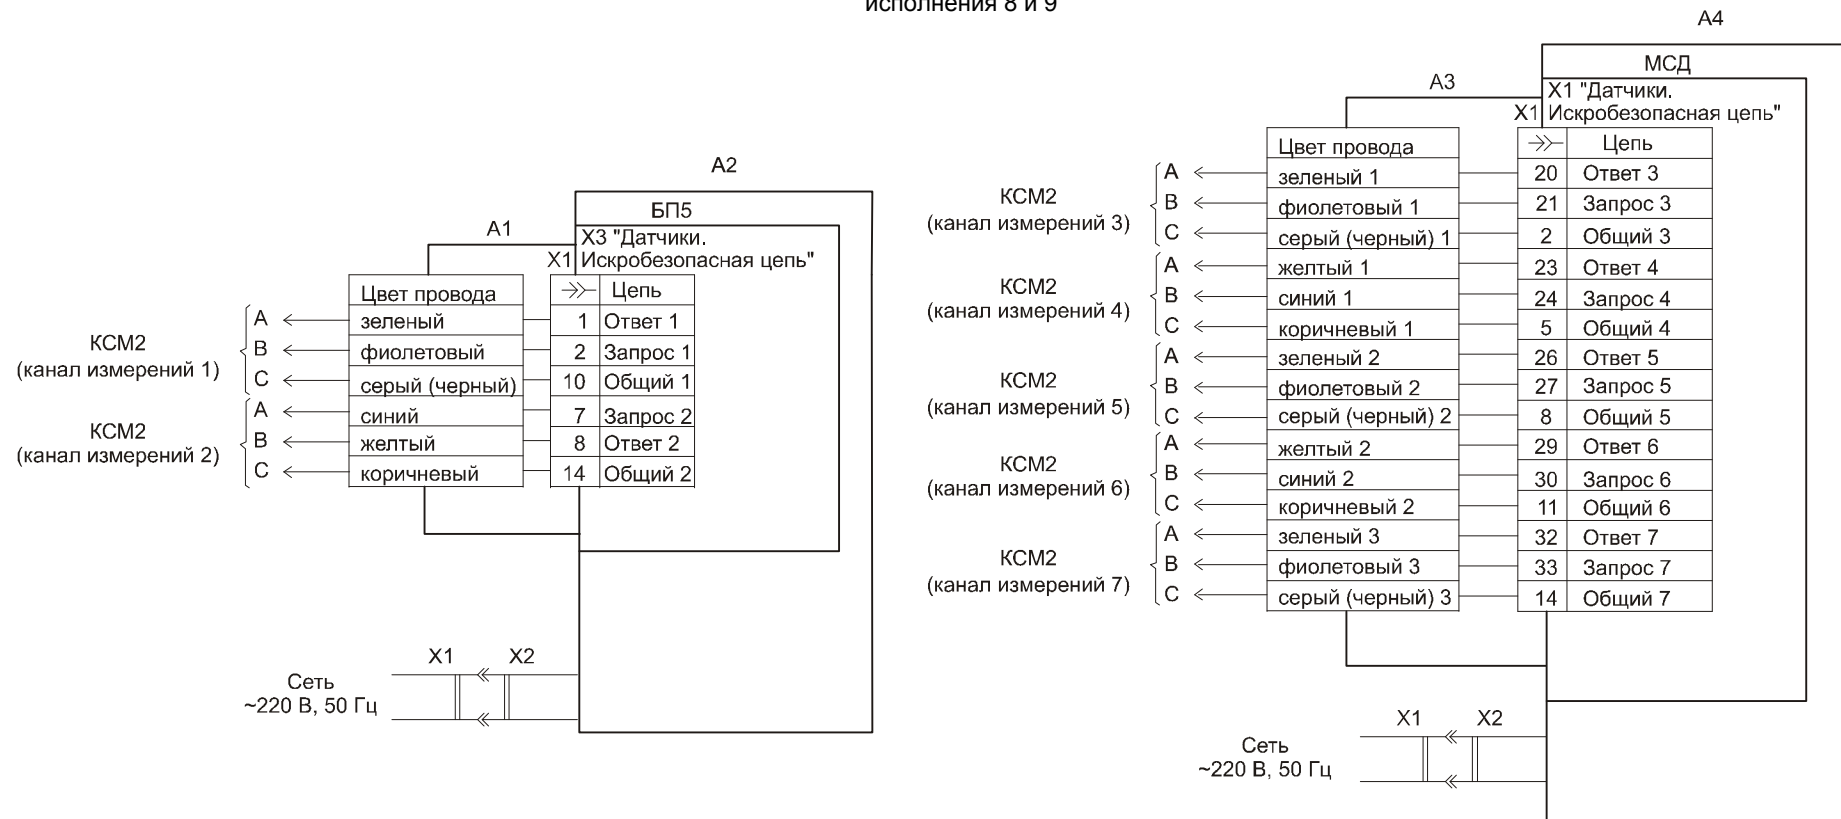 исполнения 8 и 9
А2
БП5
А1
Х3 "Датчики.
Х1 Искробезопасная цепь"
Цвет провода
Цепь
КСМ2
(канал измерений 1)
А зеленый 1 Ответ 1
В фиолетовый 2 Запрос 1
С серый (черный) 10 Общий 1
КСМ2
(канал измерений 2)
А синий 7 Запрос 2
В желтый 8 Ответ 2
С коричневый 14 Общий 2
Х1 Х2
Сеть
~220 В, 50 Гц
А4
МСД
А3
Х1 "Датчики.
Х1 Искробезопасная цепь"
Цвет провода
Цепь
КСМ2
(канал измерений 3)
А зеленый 1 20 Ответ 3
В фиолетовый 1 21 Запрос 3
С серый (черный) 1 2 Общий 3
КСМ2
(канал измерений 4)
А желтый 1 23 Ответ 4
В синий 1 24 Запрос 4
С коричневый 1 5 Общий 4
КСМ2
(канал измерений 5)
А зеленый 2 26 Ответ 5
В фиолетовый 2 27 Запрос 5
С серый (черный) 2 8 Общий 5
КСМ2
(канал измерений 6)
А желтый 2 29 Ответ 6
В синий 2 30 Запрос 6
С коричневый 2 11 Общий 6
КСМ2
(канал измерений 7)
А зеленый 3 32 Ответ 7
В фиолетовый 3 33 Запрос 7
С серый (черный) 3 14 Общий 7
Х1 Х2
Сеть
~220 В, 50 Гц